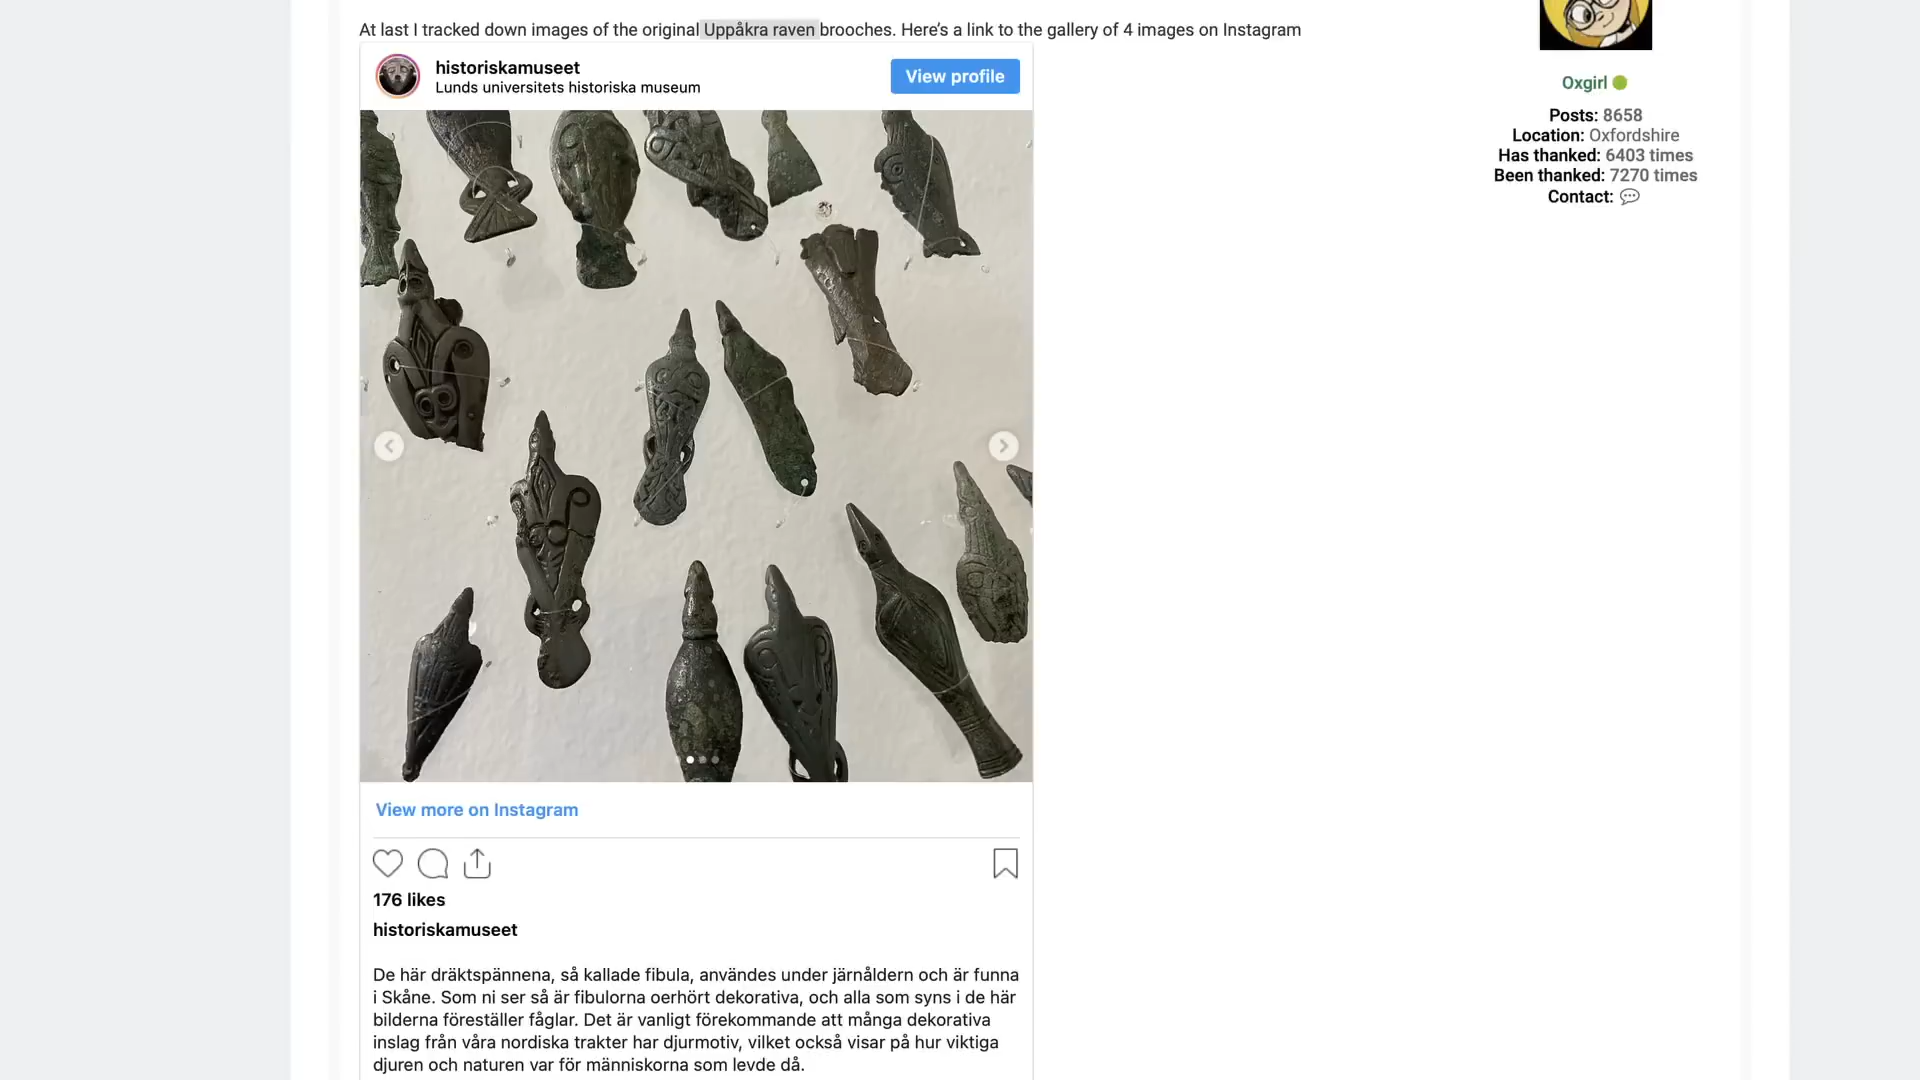 At last I tracked down images of the original Uppåkra raven brooches. Here's a link to the gallery of 4 images on Instagram
historiskamuseet
Lunds universitets historiska museum
View profile
View more on Instagram
176 likes
historiskamuseet
De här dräktspännena, så kallade fibula, användes under järnåldern och är funna
i Skåne. Som ni ser så är fibulorna oerhört dekorativa, och alla som syns i de här
bilderna föreställer fåglar. Det är vanligt förekommande att många dekorativa
inslag från våra nordiska trakter har djurmotiv, vilket också visar på hur viktiga
djuren och naturen var för människorna som levde då.
Oxgirl
Posts: 8658
Location: Oxfordshire
Has thanked: 6403 times
Been thanked: 7270 times
Contact: